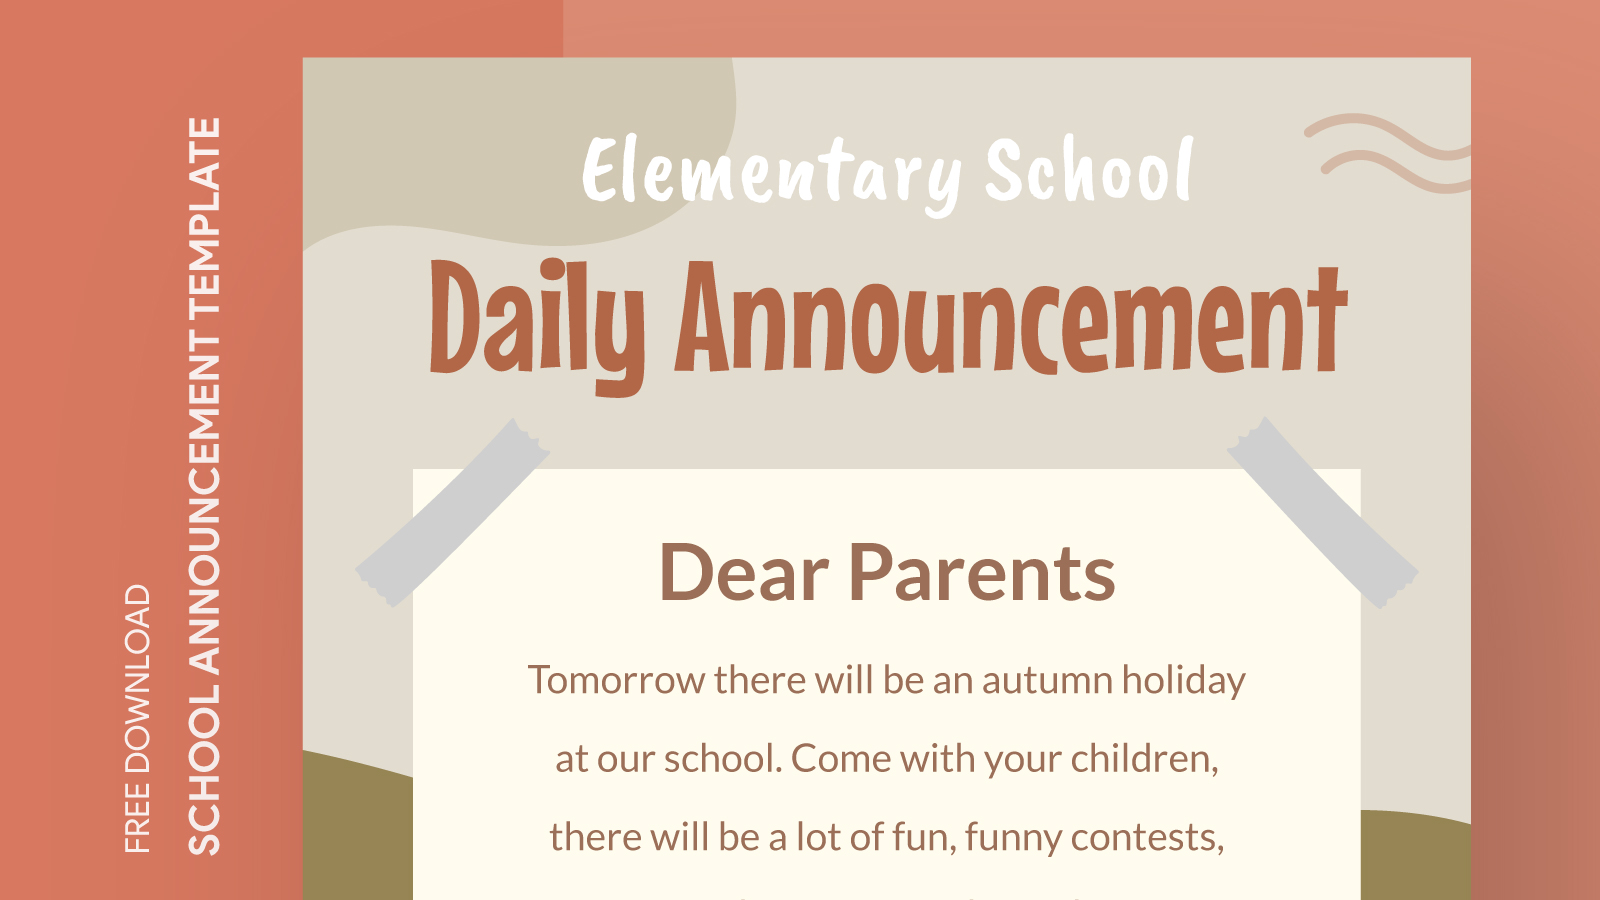 FREE DOWNLOAD
SCHOOL ANNOUNCEMENT TEMPLATE
Elementary School
Daily Announcement
Dear Parents
Tomorrow there will be an autumn holiday
at our school. Come with your children,
there will be a lot of fun, funny contests,